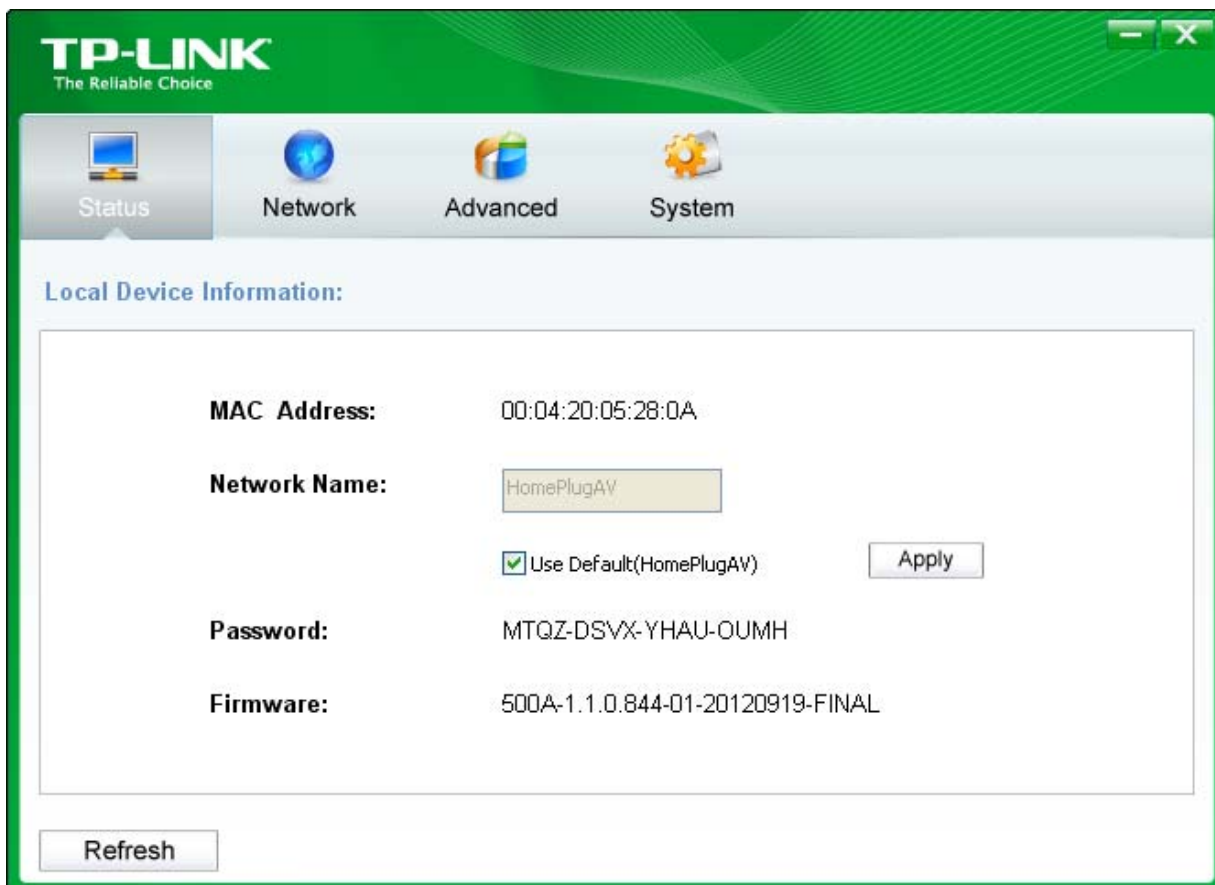 TP-LINK
The Reliable Choice
Status
Network
Advanced
System
Local Device Information:
MAC Address:
00:04:20:05:28:0A
Network Name:
HomePlugAV
Use Default(HomePlugAV)
Apply
Password:
MTQZ-DSVX-YHAU-OUMH
Firmware:
500A-1.1.0.844-01-20120919-FINAL
Refresh